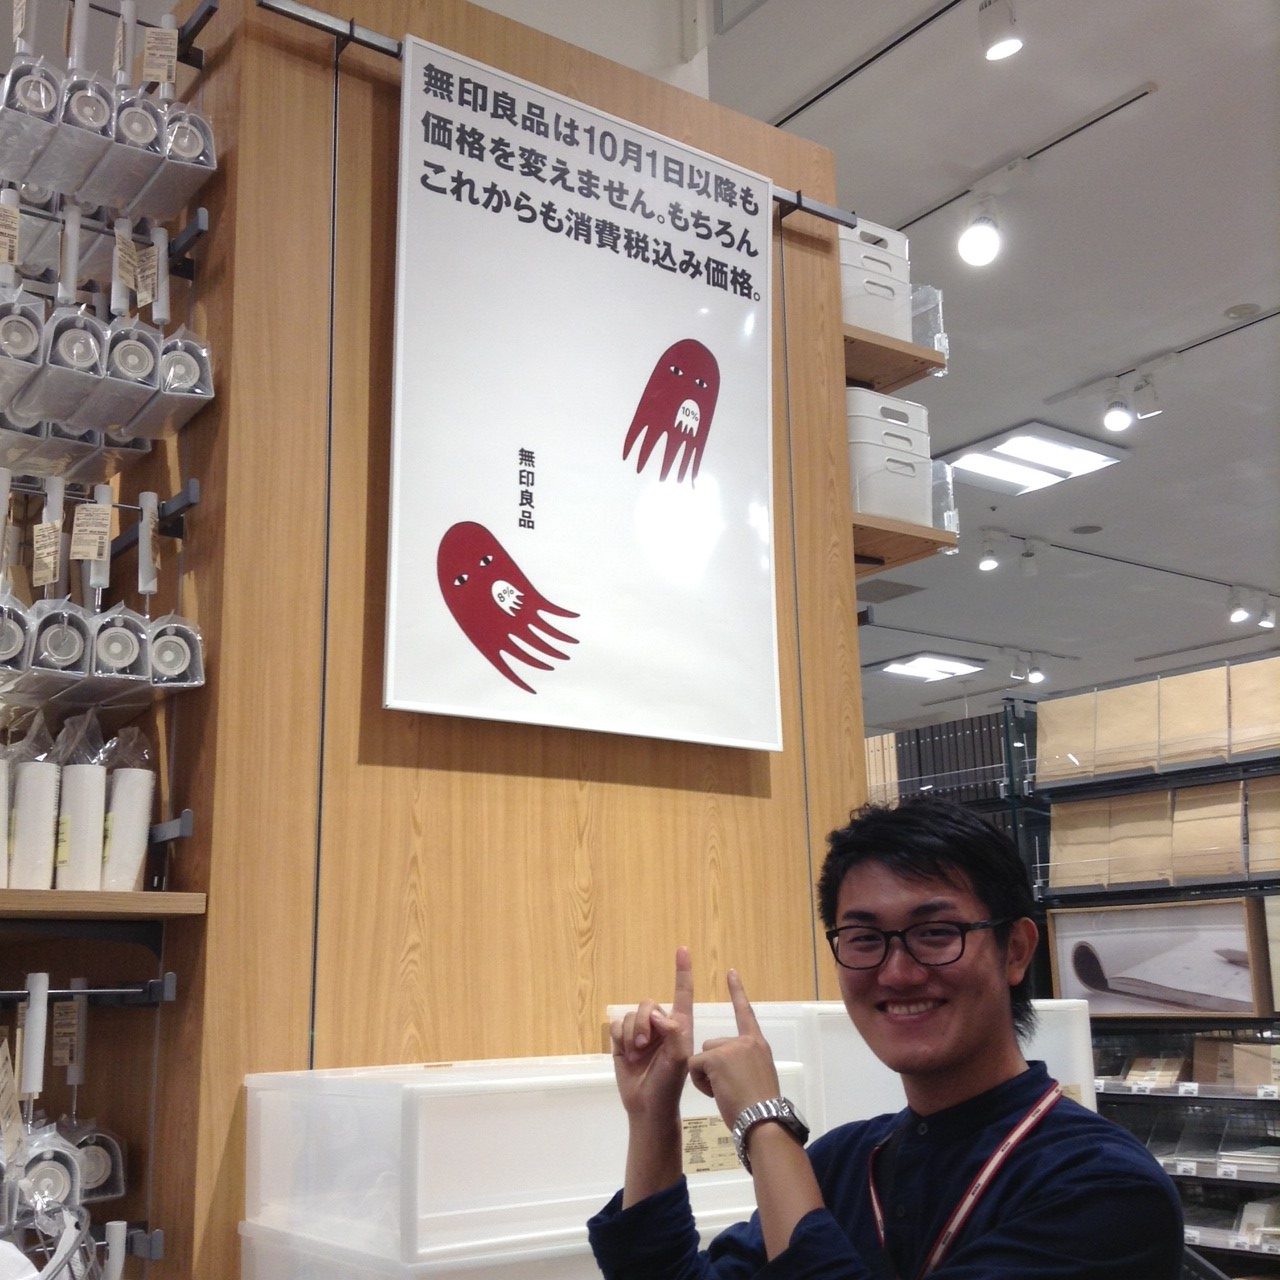 無印良品は10月1日以降も
価格を変えません。もちろん
これからも消費税込み価格。
10%
無印良品
8%